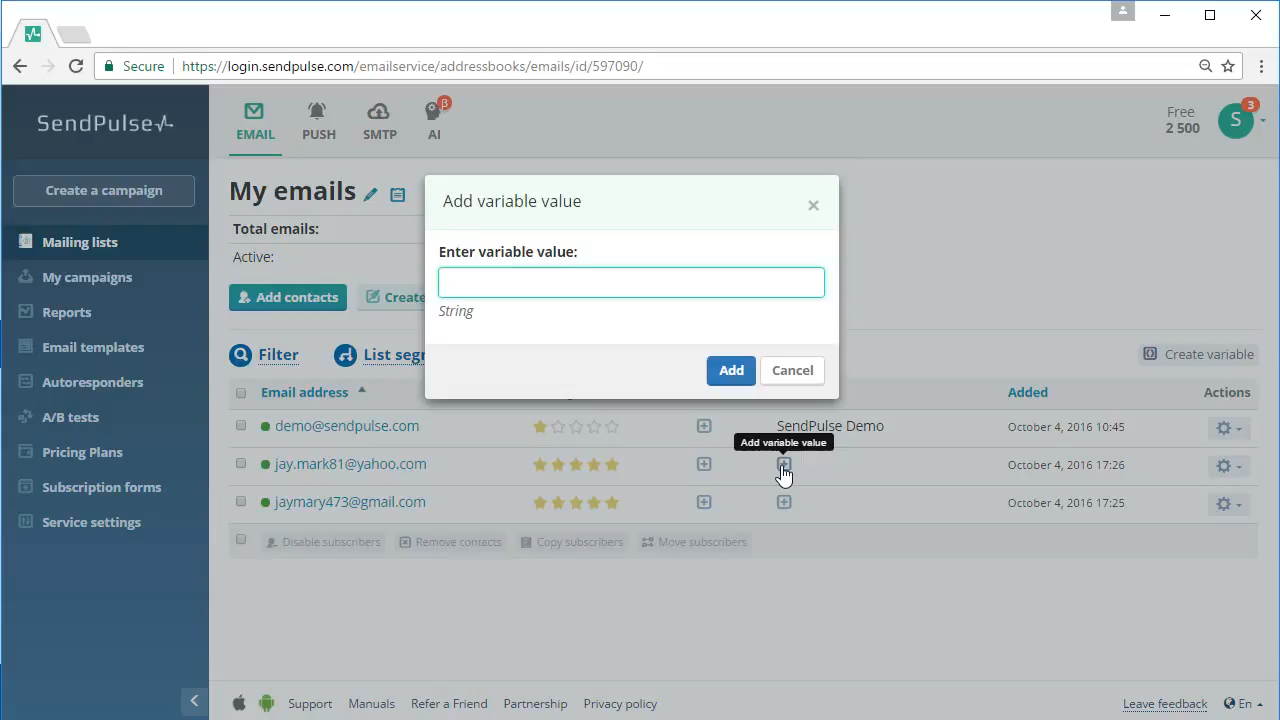 Secure
https://login.sendpulse.com/emailservice/addressbooks/emails/id/597090/
SendPulse
EMAIL
PUSH
SMTP
β
AI
Free
2 500
S
3
Create a campaign
Mailing lists
My campaigns
Reports
Email templates
Autoresponders
A/B tests
Pricing Plans
Subscription forms
Service settings
My emails
Total emails:
Active:
Add contacts
Create
Add variable value
×
Enter variable value:
String
Add
Cancel
Filter
List seg
Create variable
Email address
Added
Actions
demo@sendpulse.com
SendPulse Demo
October 4, 2016 10:45
Add variable value
jay.mark81@yahoo.com
October 4, 2016 17:26
jaymary473@gmail.com
October 4, 2016 17:25
Disable subscribers
Remove contacts
Copy subscribers
Move subscribers
Support
Manuals
Refer a Friend
Partnership
Privacy policy
Leave feedback
En